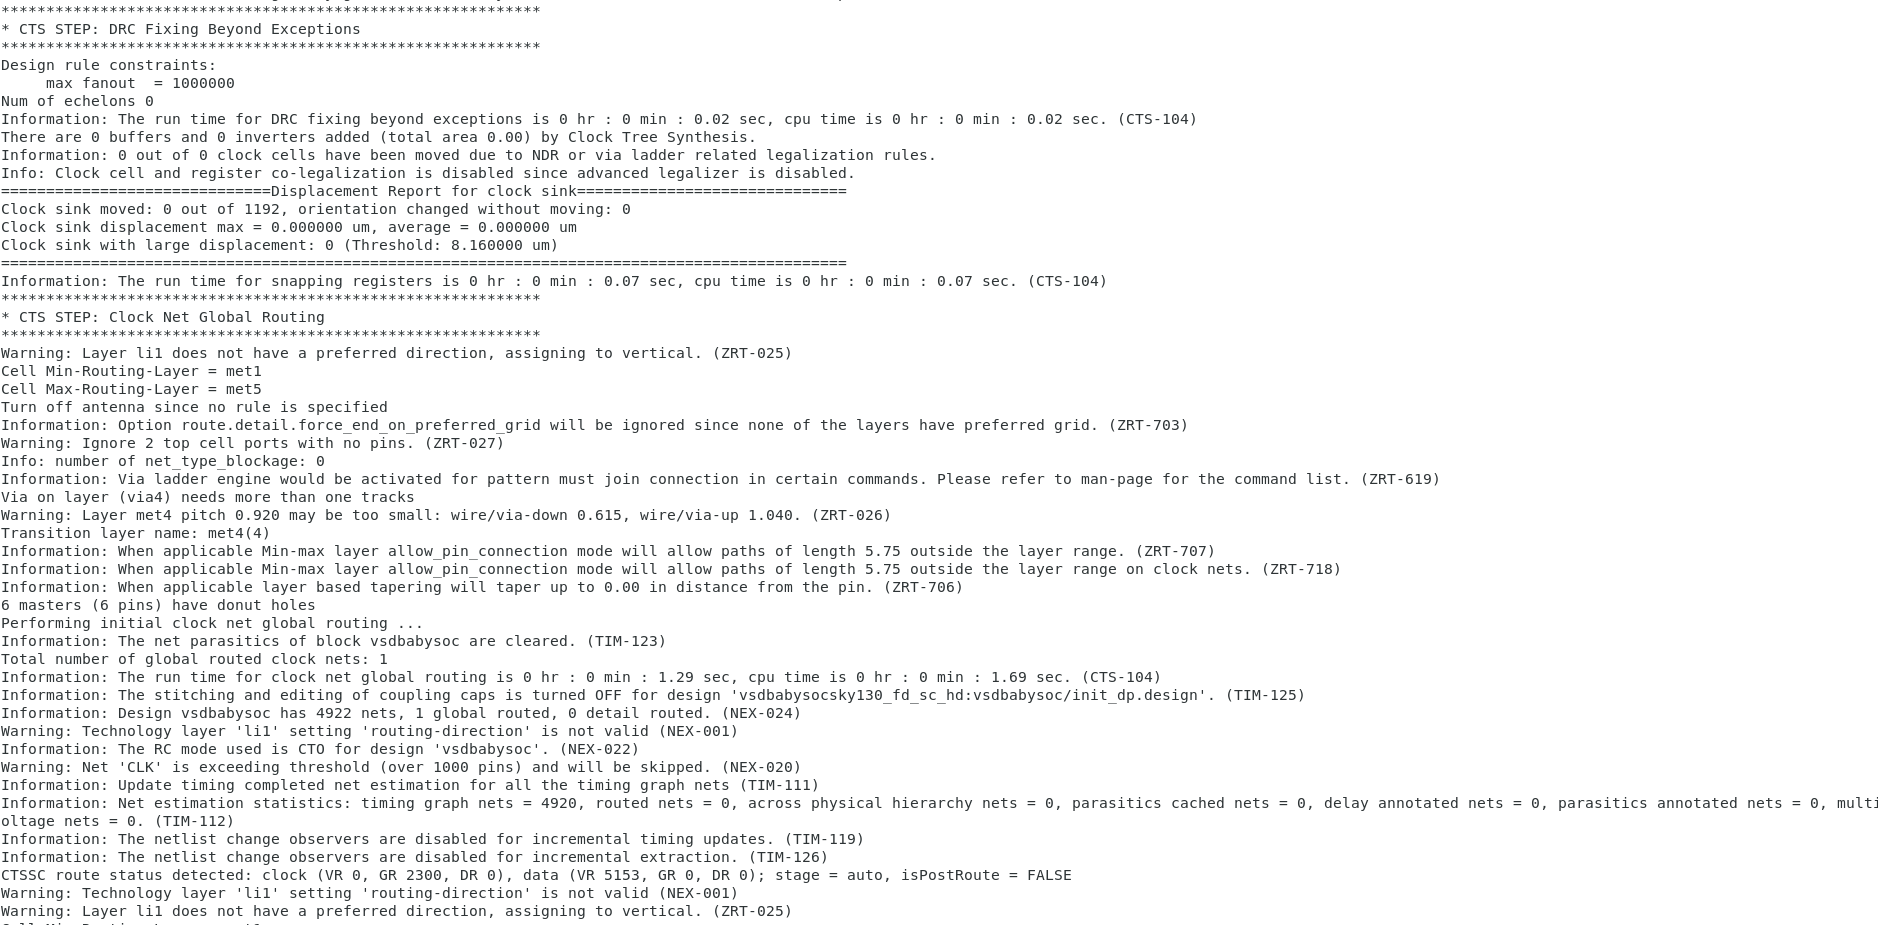 ************************************************************
* CTS STEP: DRC Fixing Beyond Exceptions
************************************************************
Design rule constraints:
     max fanout  = 1000000
Num of echelons 0
Information: The run time for DRC fixing beyond exceptions is 0 hr : 0 min : 0.02 sec, cpu time is 0 hr : 0 min : 0.02 sec. (CTS-104)
There are 0 buffers and 0 inverters added (total area 0.00) by Clock Tree Synthesis.
Information: 0 out of 0 clock cells have been moved due to NDR or via ladder related legalization rules.
Info: Clock cell and register co-legalization is disabled since advanced legalizer is disabled.
==============================Displacement Report for clock sink==============================
Clock sink moved: 0 out of 1192, orientation changed without moving: 0
Clock sink displacement max = 0.000000 um, average = 0.000000 um
Clock sink with large displacement: 0 (Threshold: 8.160000 um)
==============================================================================================
Information: The run time for snapping registers is 0 hr : 0 min : 0.07 sec, cpu time is 0 hr : 0 min : 0.07 sec. (CTS-104)
************************************************************
* CTS STEP: Clock Net Global Routing
************************************************************
Warning: Layer li1 does not have a preferred direction, assigning to vertical. (ZRT-025)
Cell Min-Routing-Layer = met1
Cell Max-Routing-Layer = met5
Turn off antenna since no rule is specified
Information: Option route.detail.force_end_on_preferred_grid will be ignored since none of the layers have preferred grid. (ZRT-703)
Warning: Ignore 2 top cell ports with no pins. (ZRT-027)
Info: number of net_type_blockage: 0
Information: Via ladder engine would be activated for pattern must join connection in certain commands. Please refer to man-page for the command list. (ZRT-619)
Via on layer (via4) needs more than one tracks
Warning: Layer met4 pitch 0.920 may be too small: wire/via-down 0.615, wire/via-up 1.040. (ZRT-026)
Transition layer name: met4(4)
Information: When applicable Min-max layer allow_pin_connection mode will allow paths of length 5.75 outside the layer range. (ZRT-707)
Information: When applicable Min-max layer allow_pin_connection mode will allow paths of length 5.75 outside the layer range on clock nets. (ZRT-718)
Information: When applicable layer based tapering will taper up to 0.00 in distance from the pin. (ZRT-706)
6 masters (6 pins) have donut holes
Performing initial clock net global routing ...
Information: The net parasitics of block vsdbabysoc are cleared. (TIM-123)
Total number of global routed clock nets: 1
Information: The run time for clock net global routing is 0 hr : 0 min : 1.29 sec, cpu time is 0 hr : 0 min : 1.69 sec. (CTS-104)
Information: The stitching and editing of coupling caps is turned OFF for design 'vsdbabysocsky130_fd_sc_hd:vsdbabysoc/init_dp.design'. (TIM-125)
Information: Design vsdbabysoc has 4922 nets, 1 global routed, 0 detail routed. (NEX-024)
Warning: Technology layer 'li1' setting 'routing-direction' is not valid (NEX-001)
Information: The RC mode used is CTO for design 'vsdbabysoc'. (NEX-022)
Warning: Net 'CLK' is exceeding threshold (over 1000 pins) and will be skipped. (NEX-020)
Information: Update timing completed net estimation for all the timing graph nets (TIM-111)
Information: Net estimation statistics: timing graph nets = 4920, routed nets = 0, across physical hierarchy nets = 0, parasitics cached nets = 0, delay annotated nets = 0, parasitics annotated nets = 0, multi
oltage nets = 0. (TIM-112)
Information: The netlist change observers are disabled for incremental timing updates. (TIM-119)
Information: The netlist change observers are disabled for incremental extraction. (TIM-126)
CTSSC route status detected: clock (VR 0, GR 2300, DR 0), data (VR 5153, GR 0, DR 0); stage = auto, isPostRoute = FALSE
Warning: Technology layer 'li1' setting 'routing-direction' is not valid (NEX-001)
Warning: Layer li1 does not have a preferred direction, assigning to vertical. (ZRT-025)